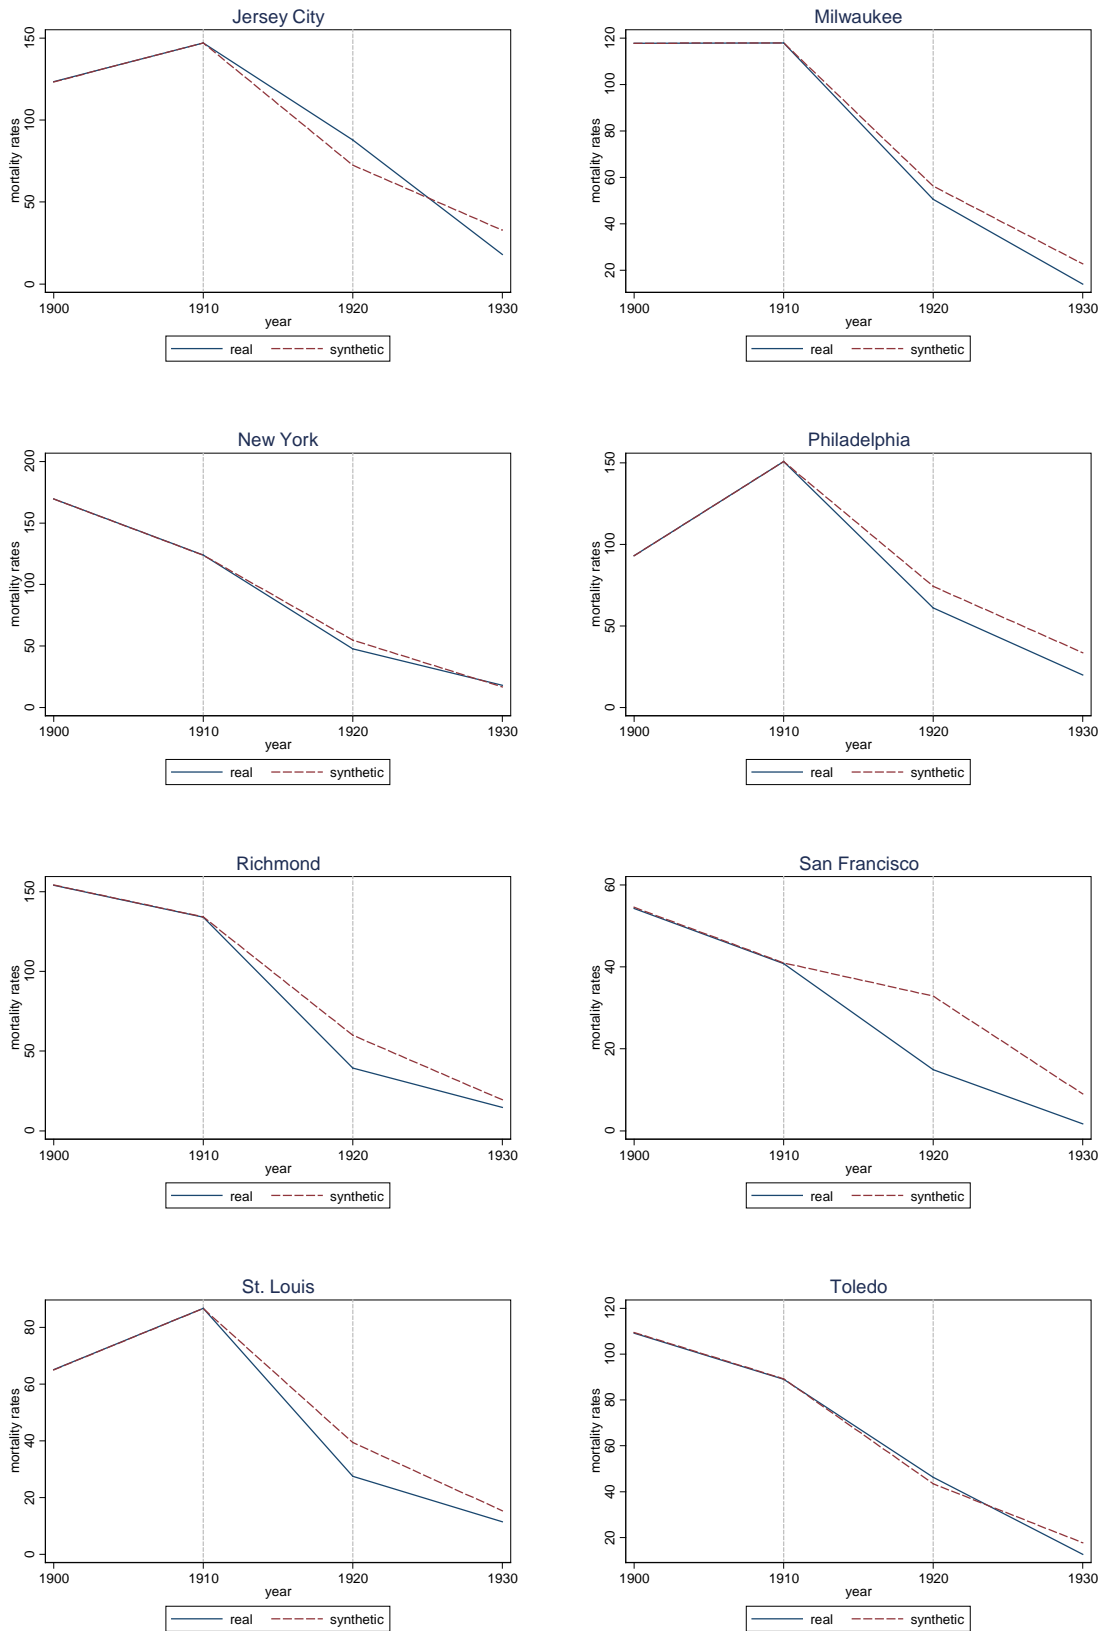 Jersey City
mortality rates
150
100
50
0
1900 1910 1920 1930
year
real synthetic
Milwaukee
mortality rates
120
100
80
60
40
20
1900 1910 1920 1930
year
real synthetic
New York
mortality rates
200
150
100
50
0
1900 1910 1920 1930
year
real synthetic
Philadelphia
mortality rates
150
100
50
0
1900 1910 1920 1930
year
real synthetic
Richmond
mortality rates
150
100
50
0
1900 1910 1920 1930
year
real synthetic
San Francisco
mortality rates
60
40
20
0
1900 1910 1920 1930
year
real synthetic
St. Louis
mortality rates
80
60
40
20
0
1900 1910 1920 1930
year
real synthetic
Toledo
mortality rates
120
100
80
60
40
20
1900 1910 1920 1930
year
real synthetic